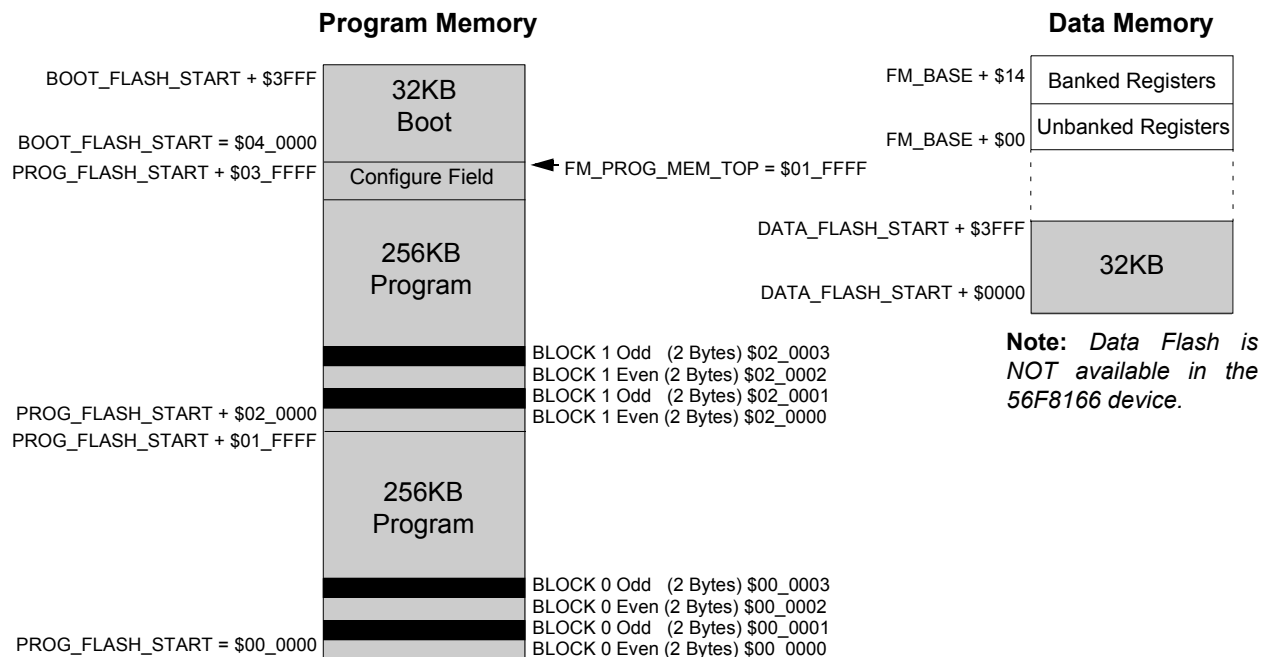 Program Memory
Data Memory
BOOT_FLASH_START + $3FFF
32KB
Boot
BOOT_FLASH_START = $04_0000
PROG_FLASH_START + $03_FFFF
Configure Field
FM_PROG_MEM_TOP = $01_FFFF
256KB
Program
BLOCK 1 Odd (2 Bytes) $02_0003
BLOCK 1 Even (2 Bytes) $02_0002
BLOCK 1 Odd (2 Bytes) $02_0001
PROG_FLASH_START + $02_0000
BLOCK 1 Even (2 Bytes) $02_0000
PROG_FLASH_START + $01_FFFF
256KB
Program
BLOCK 0 Odd (2 Bytes) $00_0003
BLOCK 0 Even (2 Bytes) $00_0002
BLOCK 0 Odd (2 Bytes) $00_0001
PROG_FLASH_START = $00_0000
BLOCK 0 Even (2 Bytes) $00_0000
FM_BASE + $14
Banked Registers
Unbanked Registers
FM_BASE + $00
DATA_FLASH_START + $3FFF
32KB
DATA_FLASH_START + $0000
Note: Data Flash is
NOT available in the
56F8166 device.